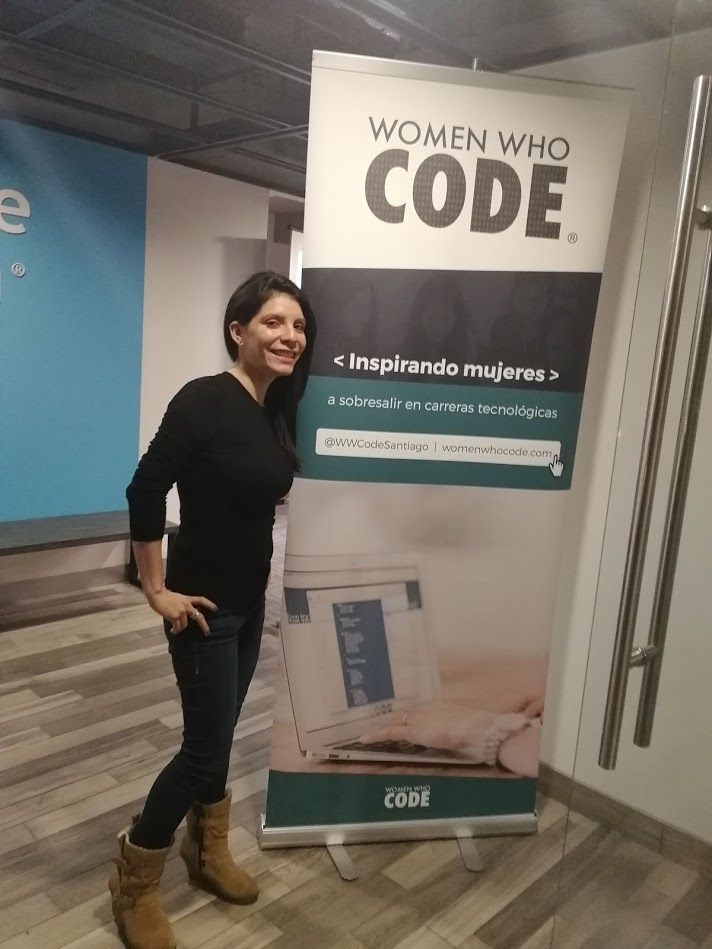 e
®
WOMEN WHO
CODE®
< Inspirando mujeres >
a sobresalir en carreras tecnológicas
@WWCodeSantiago | womenwhocode.com
WOMEN WHO
CODE